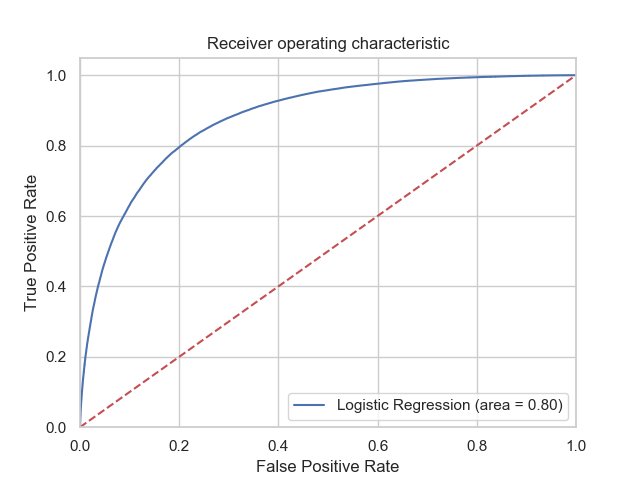 Receiver operating characteristic
True Positive Rate
1.0
0.8
0.6
0.4
0.2
0.0
Logistic Regression (area = 0.80)
0.0 0.2 0.4 0.6 0.8 1.0
False Positive Rate